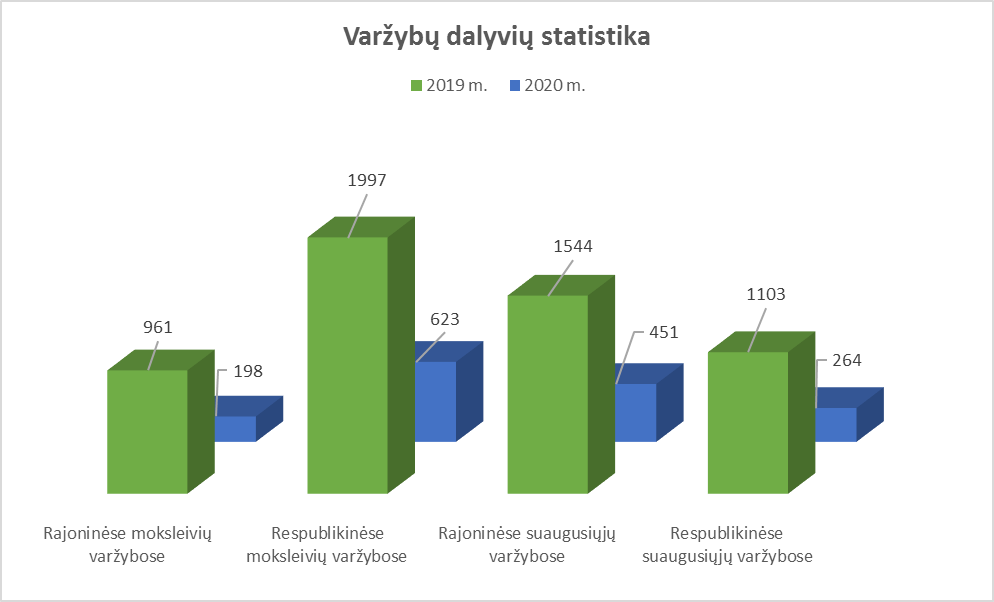 Varžybų dalyvių statistika
2019 m. 2020 m.
1997
1544
1103
961
623
451
264
198
Rajoninėse moksleivių
varžybose
Respublikinėse
moksleivių varžybose
Rajoninėse suaugusiųjų
varžybose
Respublikinėse
suaugusiųjų varžybose